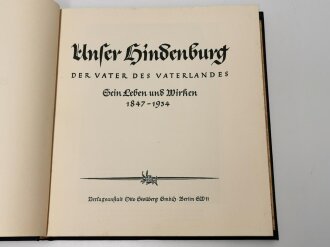 Unser Hindenburg
DER VATER DES VATERLANDES
Sein Leben und Wirken
1847-1934
Verlagsanstalt Otto Stollberg GmbH Berlin SW 11